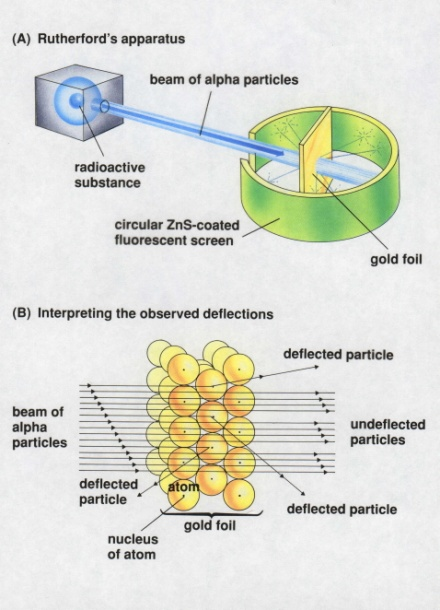 (A) Rutherford's apparatus
beam of alpha particles
radioactive
substance
circular ZnS-coated
fluorescent screen
gold foil
(B) Interpreting the observed deflections
deflected particle
beam of
alpha
particles
undeflected
particles
deflected
particle
atom
deflected particle
gold foil
nucleus
of atom